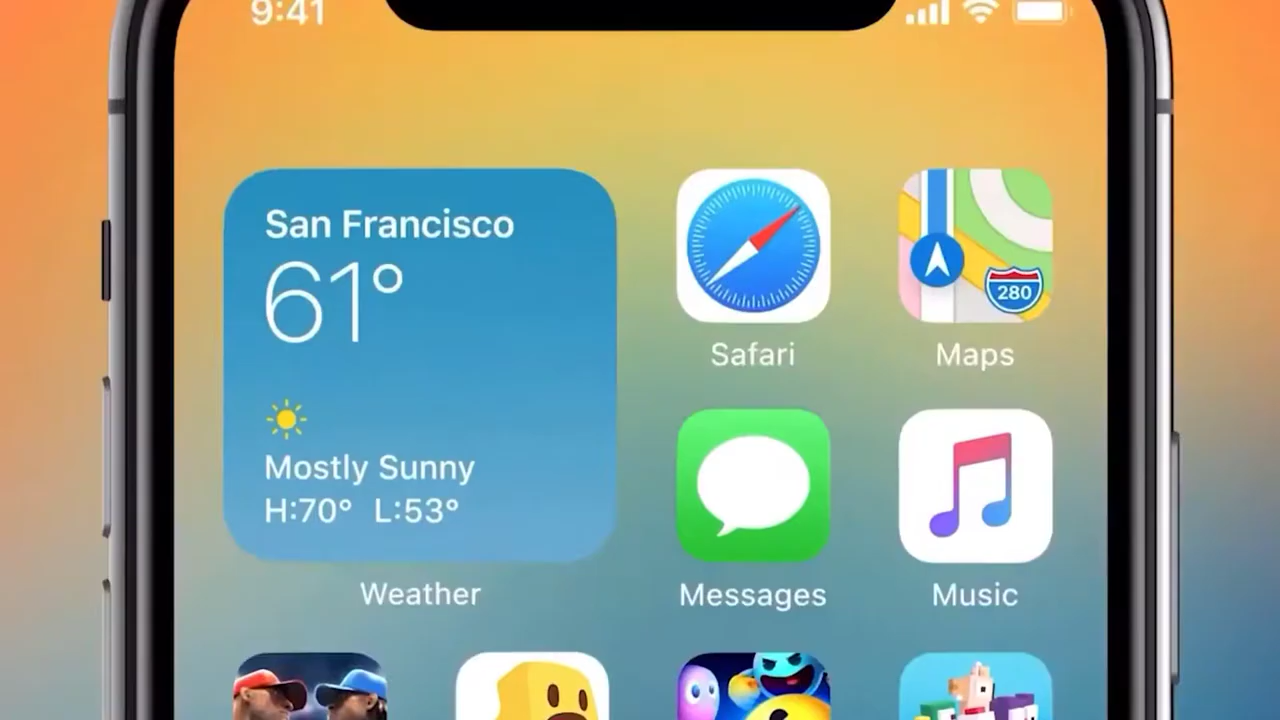 9:41
San Francisco
61°
Mostly Sunny
H:70° L:53°
Weather
Safari
280
Maps
Messages
Music